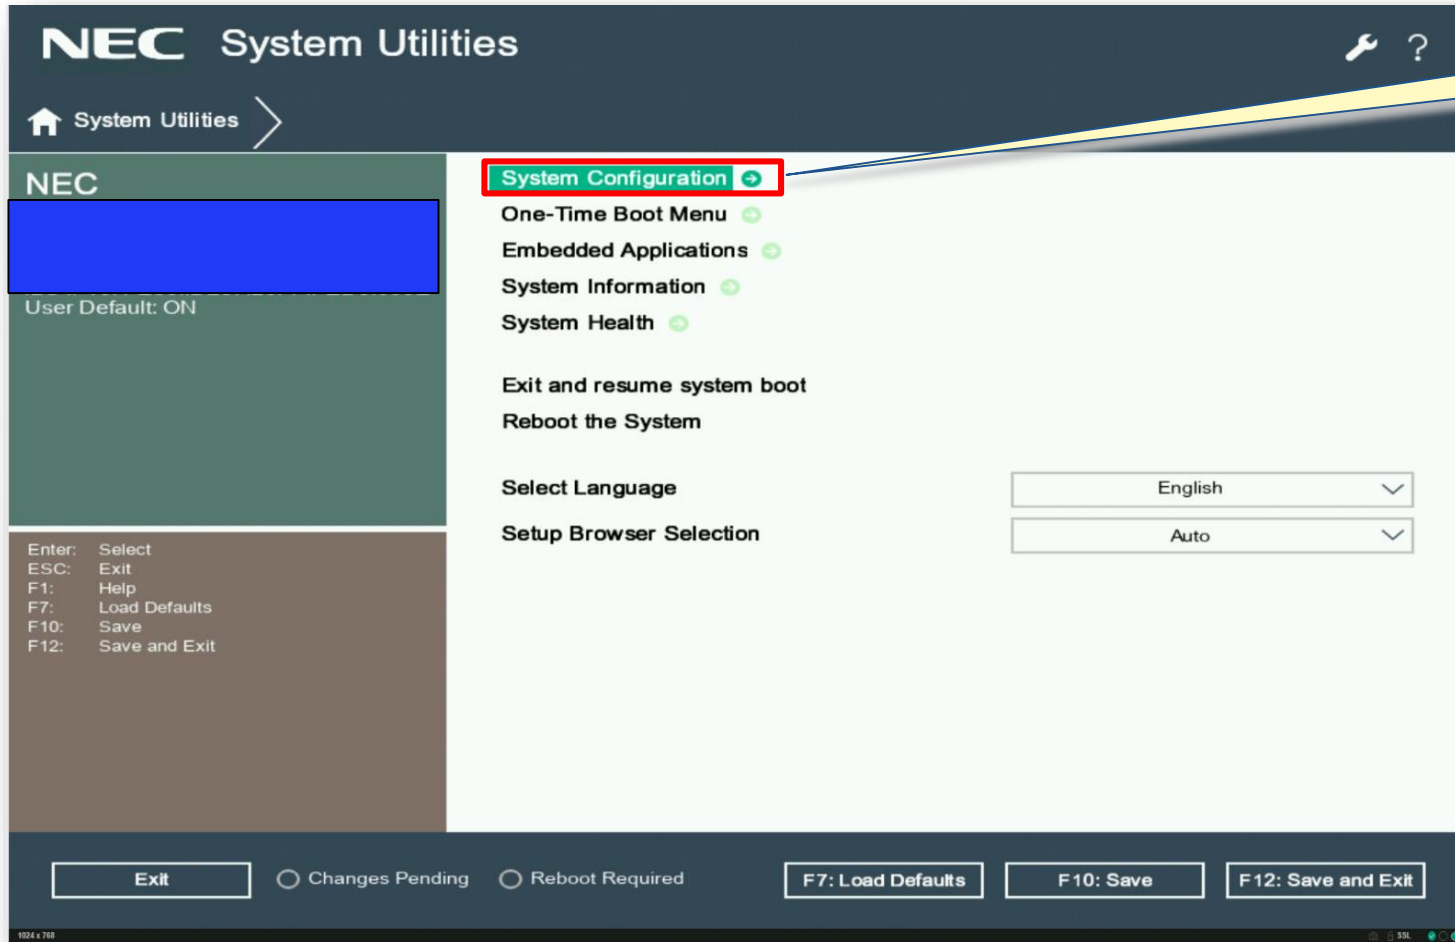 NEC System Utilities
?
System Utilities
NEC
User Default: ON
Enter: Select
ESC: Exit
F1: Help
F7: Load Defaults
F10: Save
F12: Save and Exit
System Configuration
One-Time Boot Menu
Embedded Applications
System Information
System Health
Exit and resume system boot
Reboot the System
Select Language English
Setup Browser Selection Auto
Exit Changes Pending Reboot Required F7: Load Defaults F10: Save F12: Save and Exit
1024 x 768 SSL